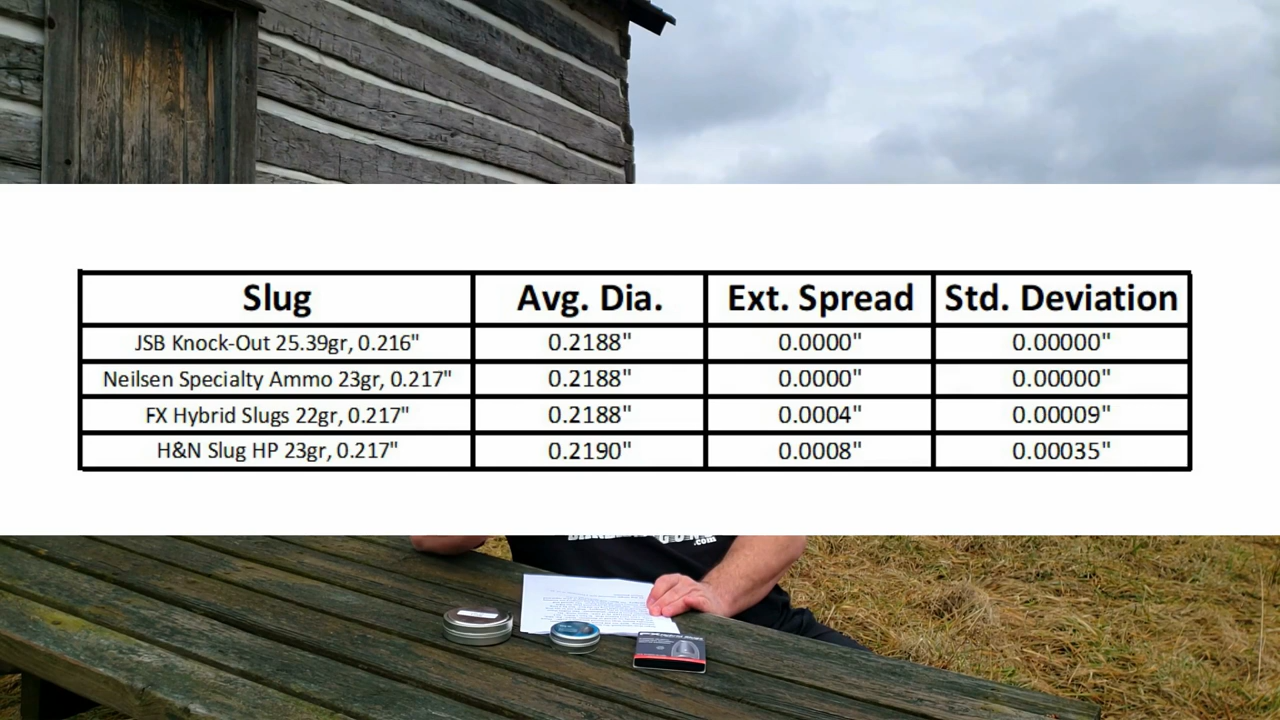 Slug Avg. Dia. Ext. Spread Std. Deviation
JSB Knock-Out 25.39gr, 0.216" 0.2188" 0.0000" 0.00000"
Neilsen Specialty Ammo 23gr, 0.217" 0.2188" 0.0000" 0.00000"
FX Hybrid Slugs 22gr, 0.217" 0.2188" 0.0004" 0.00009"
H&N Slug HP 23gr, 0.217" 0.2190" 0.0008" 0.00035"
.com